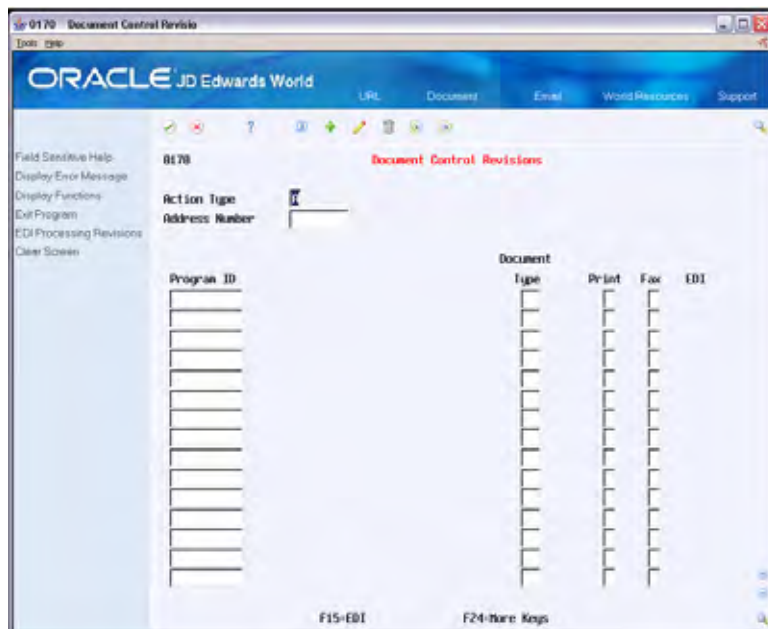 0170 Document Control Revisio
Tools Help
ORACLE JD Edwards World
URL Document Email World Resources Support
Field Sensitive Help
Display Error Message
Display Functions
Exit Program
EDI Processing Revisions
Clear Screen
0170 Document Control Revisions
Action Type I
Address Number
Document
Program ID Type Print Fax EDI
F15=EDI F24=More Keys